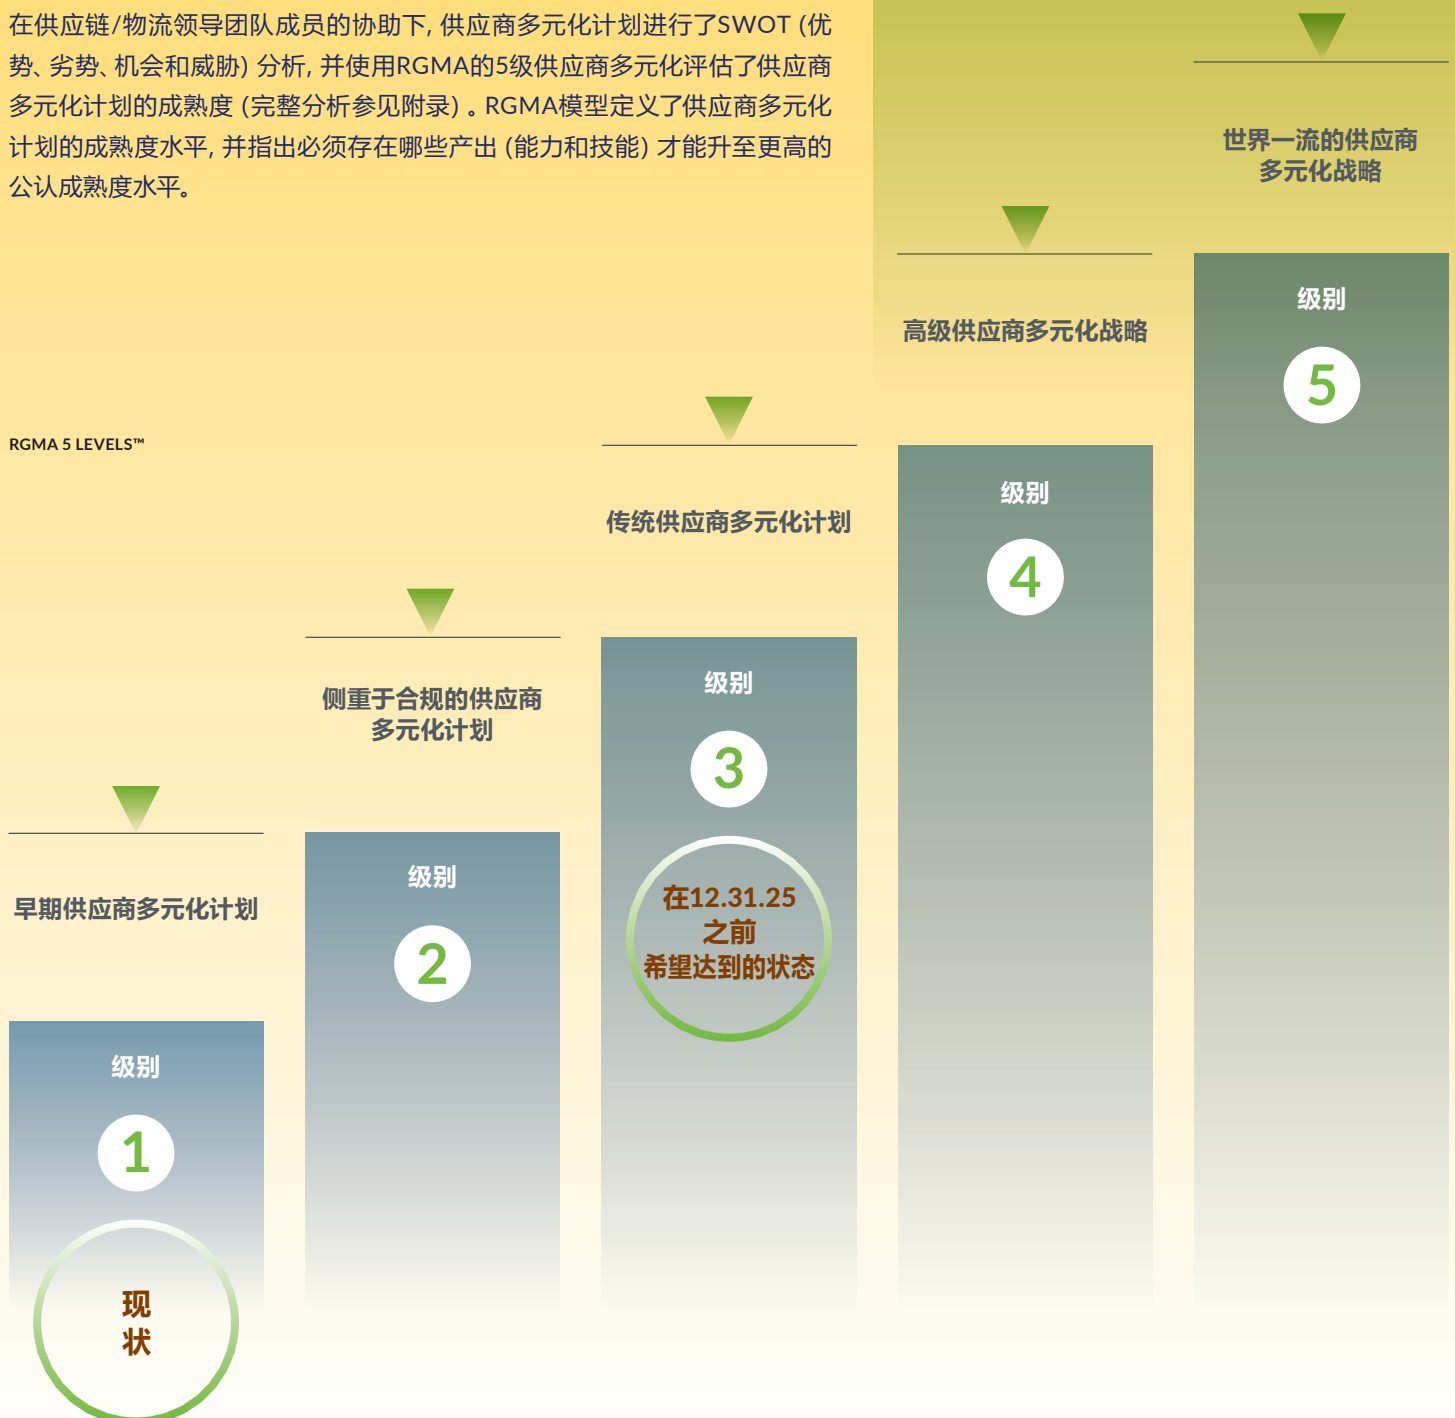 在供应链/物流领导团队成员的协助下, 供应商多元化计划进行了SWOT (优
势、劣势、机会和威胁) 分析, 并使用RGMA的5级供应商多元化评估了供应商
多元化计划的成熟度 (完整分析参见附录) 。RGMA模型定义了供应商多元化
计划的成熟度水平, 并指出必须存在哪些产出 (能力和技能) 才能升至更高的
公认成熟度水平。
RGMA 5 LEVELS™
早期供应商多元化计划
级别
1
现
状
侧重于合规的供应商
多元化计划
级别
2
传统供应商多元化计划
级别
3
在12.31.25
之前
希望达到的状态
高级供应商多元化战略
级别
4
世界一流的供应商
多元化战略
级别
5